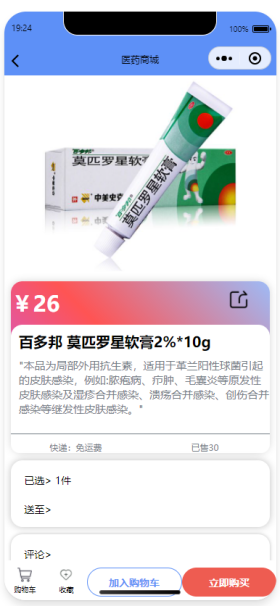 19:24
100%
医药商城
百多邦
莫匹罗星软膏
中美史克
百多邦
莫匹罗星软膏
¥26
百多邦 莫匹罗星软膏2%*10g
"本品为局部外用抗生素，适用于革兰阳性球菌引起
的皮肤感染，例如:脓疱病、疖肿、毛囊炎等原发性
皮肤感染及湿疹合并感染、溃疡合并感染、创伤合并
感染等继发性皮肤感染。"
快递：免运费
已售30
已选> 1件
送至>
评论>
购物车
收藏
加入购物车
立即购买